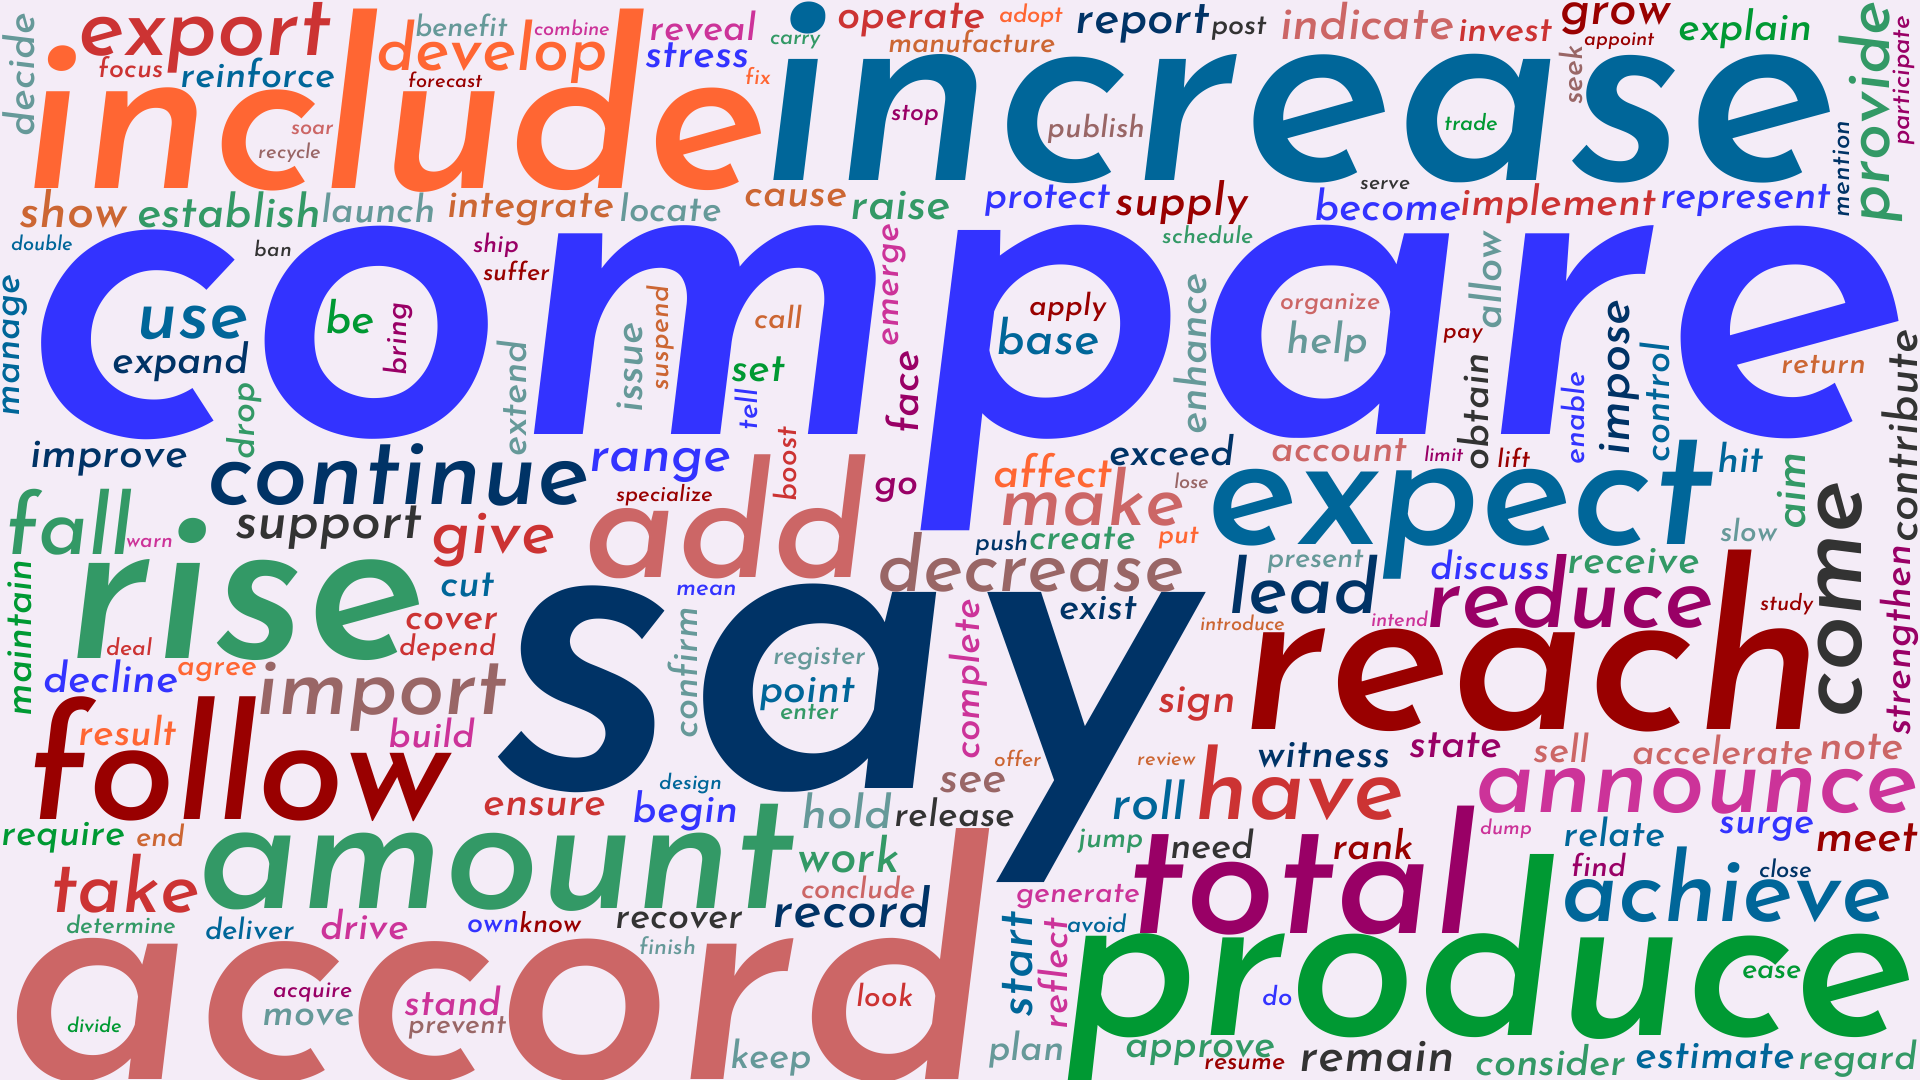 decide
export
benefit
combine
reveal
carry
operate
adopt
report
post
indicate
invest
grow
appoint
explain
provide
participate
focus
reinforce
develop
forecast
stress
fix
manufacture
seek
include
increase
soar
recycle
stop
publish
trade
mention
show
establish
launch
integrate
locate
cause
raise
protect
supply
serve
become
implement
represent
double
ban
ship
suffer
emerge
schedule
allow
compare
manage
use
expand
be
bring
extend
issue
suspend
call
set
tell
face
apply
base
enhance
organize
help
pay
obtain
enable
impose
control
return
contribute
improve
drop
continue
range
boost
specialize
go
affect
exceed
lose
make
account
limit
lift
expect
hit
aim
slow
fall
warn
support
give
add
push
create
put
decrease
present
lead
discuss
receive
come
strengthen
rise
maintain
cut
mean
cover
depend
deal
agree
decline
import
say
confirm
register
point
enter
complete
exist
introduce
intend
reduce
study
reach
sign
follow
result
build
witness
state
sell
accelerate
note
design
see
offer
review
roll
have
announce
ensure
begin
hold
release
require
end
amount
work
jump
need
rank
total
dump
relate
surge
meet
find
close
achieve
take
conclude
record
generate
determine
deliver
drive
own
know
recover
finish
start
reflect
avoid
accord
produce
acquire
move
divide
stand
prevent
look
keep
plan
do
ease
approve
resume
remain
consider
estimate
regard